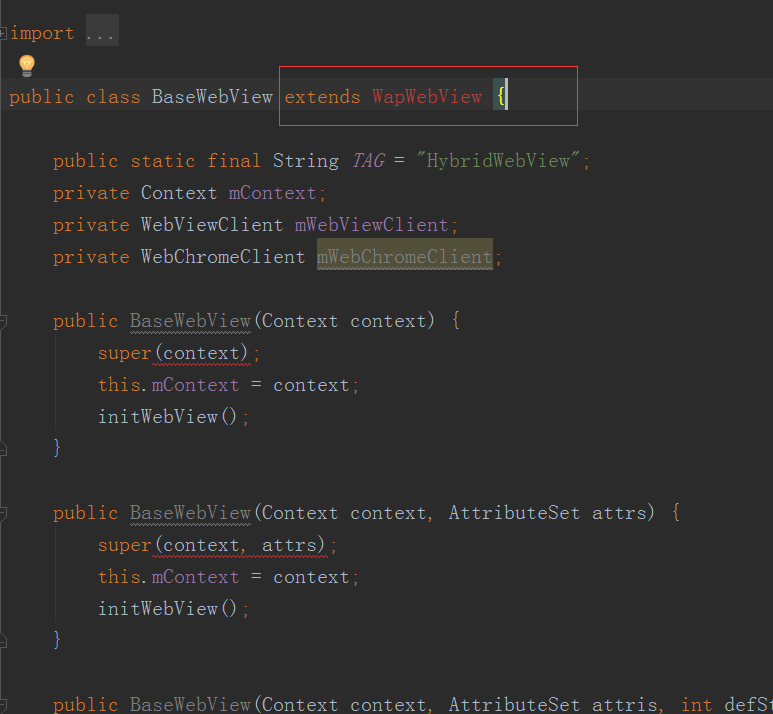 import ...
public class BaseWebView extends WapWebView {
public static final String TAG = "HybridWebView";
private Context mContext;
private WebViewClient mWebViewClient;
private WebChromeClient mWebChromeClient;
public BaseWebView(Context context) {
super(context);
this.mContext = context;
initWebView();
}
public BaseWebView(Context context, AttributeSet attrs) {
super(context, attrs);
this.mContext = context;
initWebView();
}
public BaseWebView(Context context, AttributeSet attris, int defSt